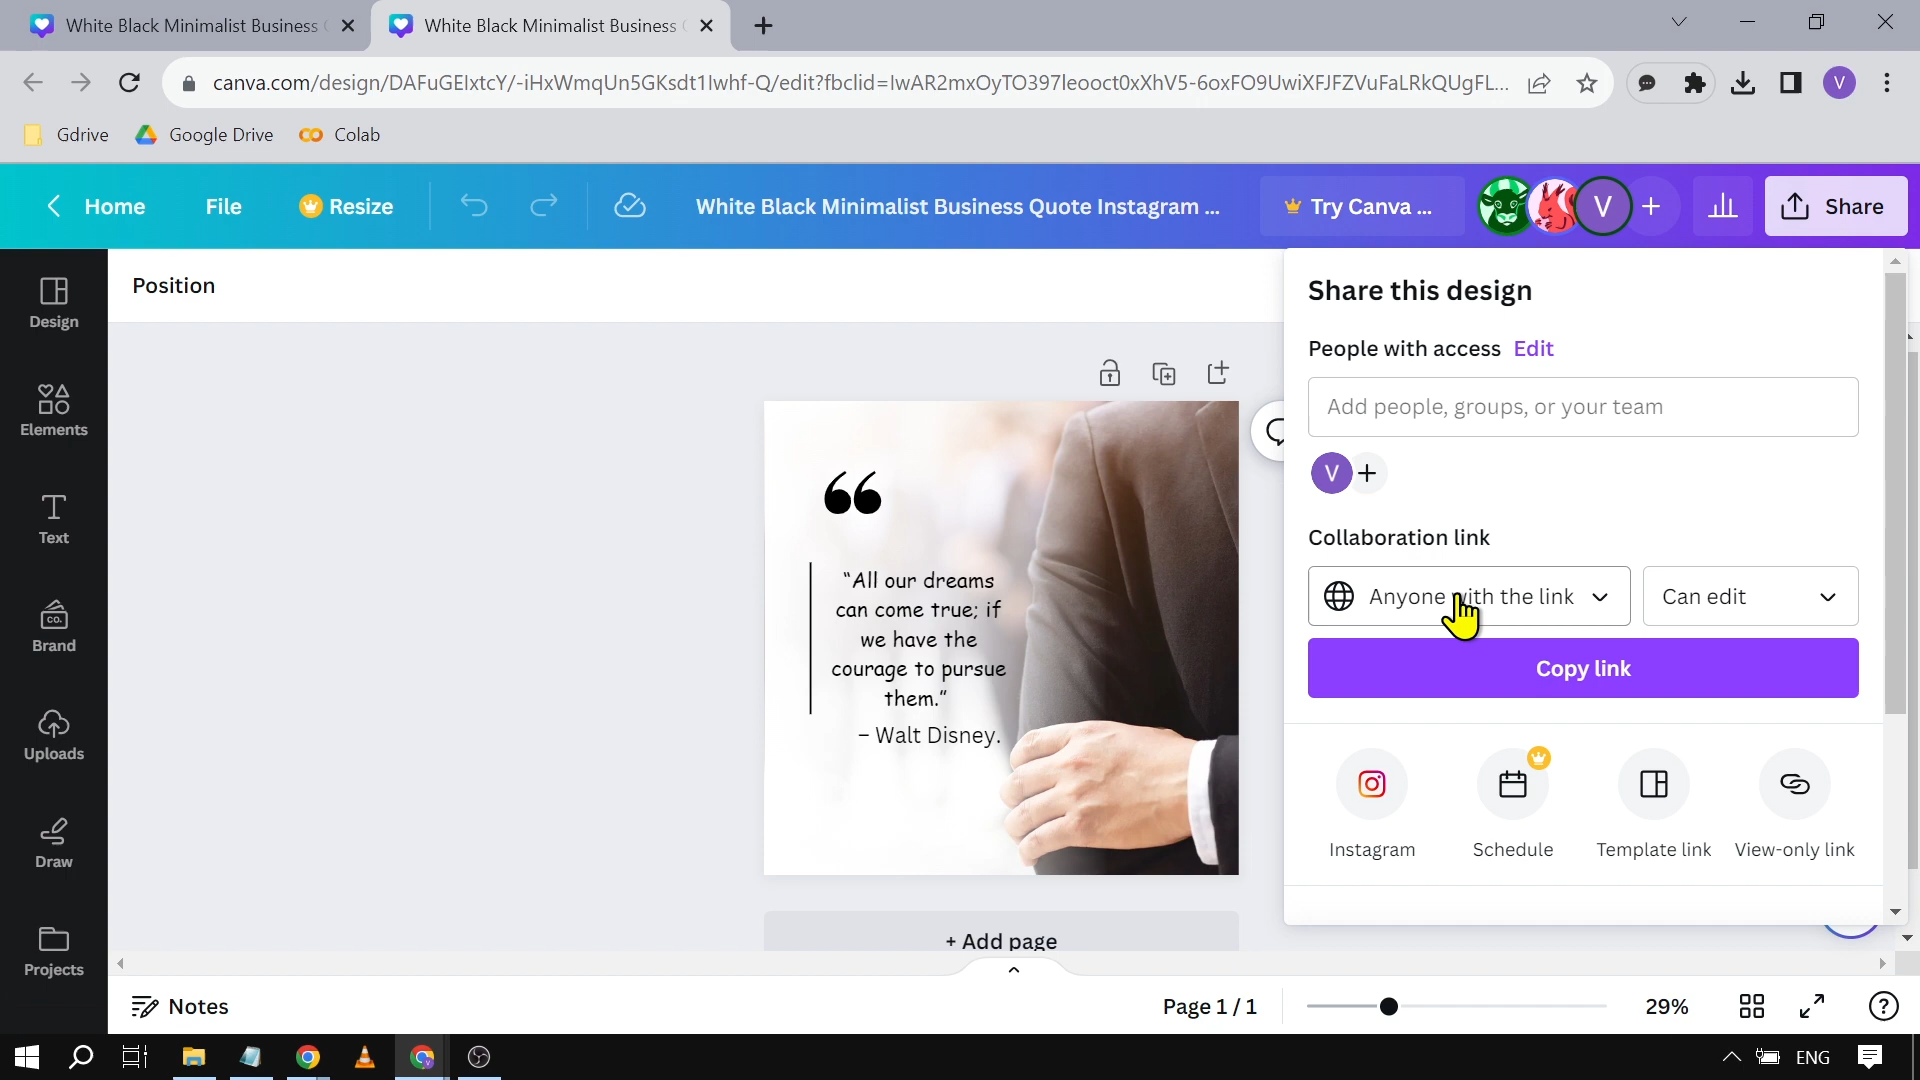 White Black Minimalist Business
White Black Minimalist Business
canva.com/design/DAFuGEIxtcY/-iHxWmqUn5GKsdt1Iwhf-Q/edit?fbclid=IwAR2mxOyTO397leooct0xXhV5-6oxFO9UwiXFJFZVuFaLRkQUgFL...
V
Gdrive
Google Drive
Colab
Home
File
Resize
White Black Minimalist Business Quote Instagram ...
Try Canva ...
V
Share
Position
Design
Elements
Text
CO.
Brand
Uploads
Draw
Projects
“All our dreams
can come true; if
we have the
courage to pursue
them.”
– Walt Disney.
+ Add page
Share this design
People with access Edit
Add people, groups, or your team
V
Collaboration link
Anyone with the link
Can edit
Copy link
Instagram
Schedule
Template link
View-only link
Notes
Page 1 / 1
29%
ENG